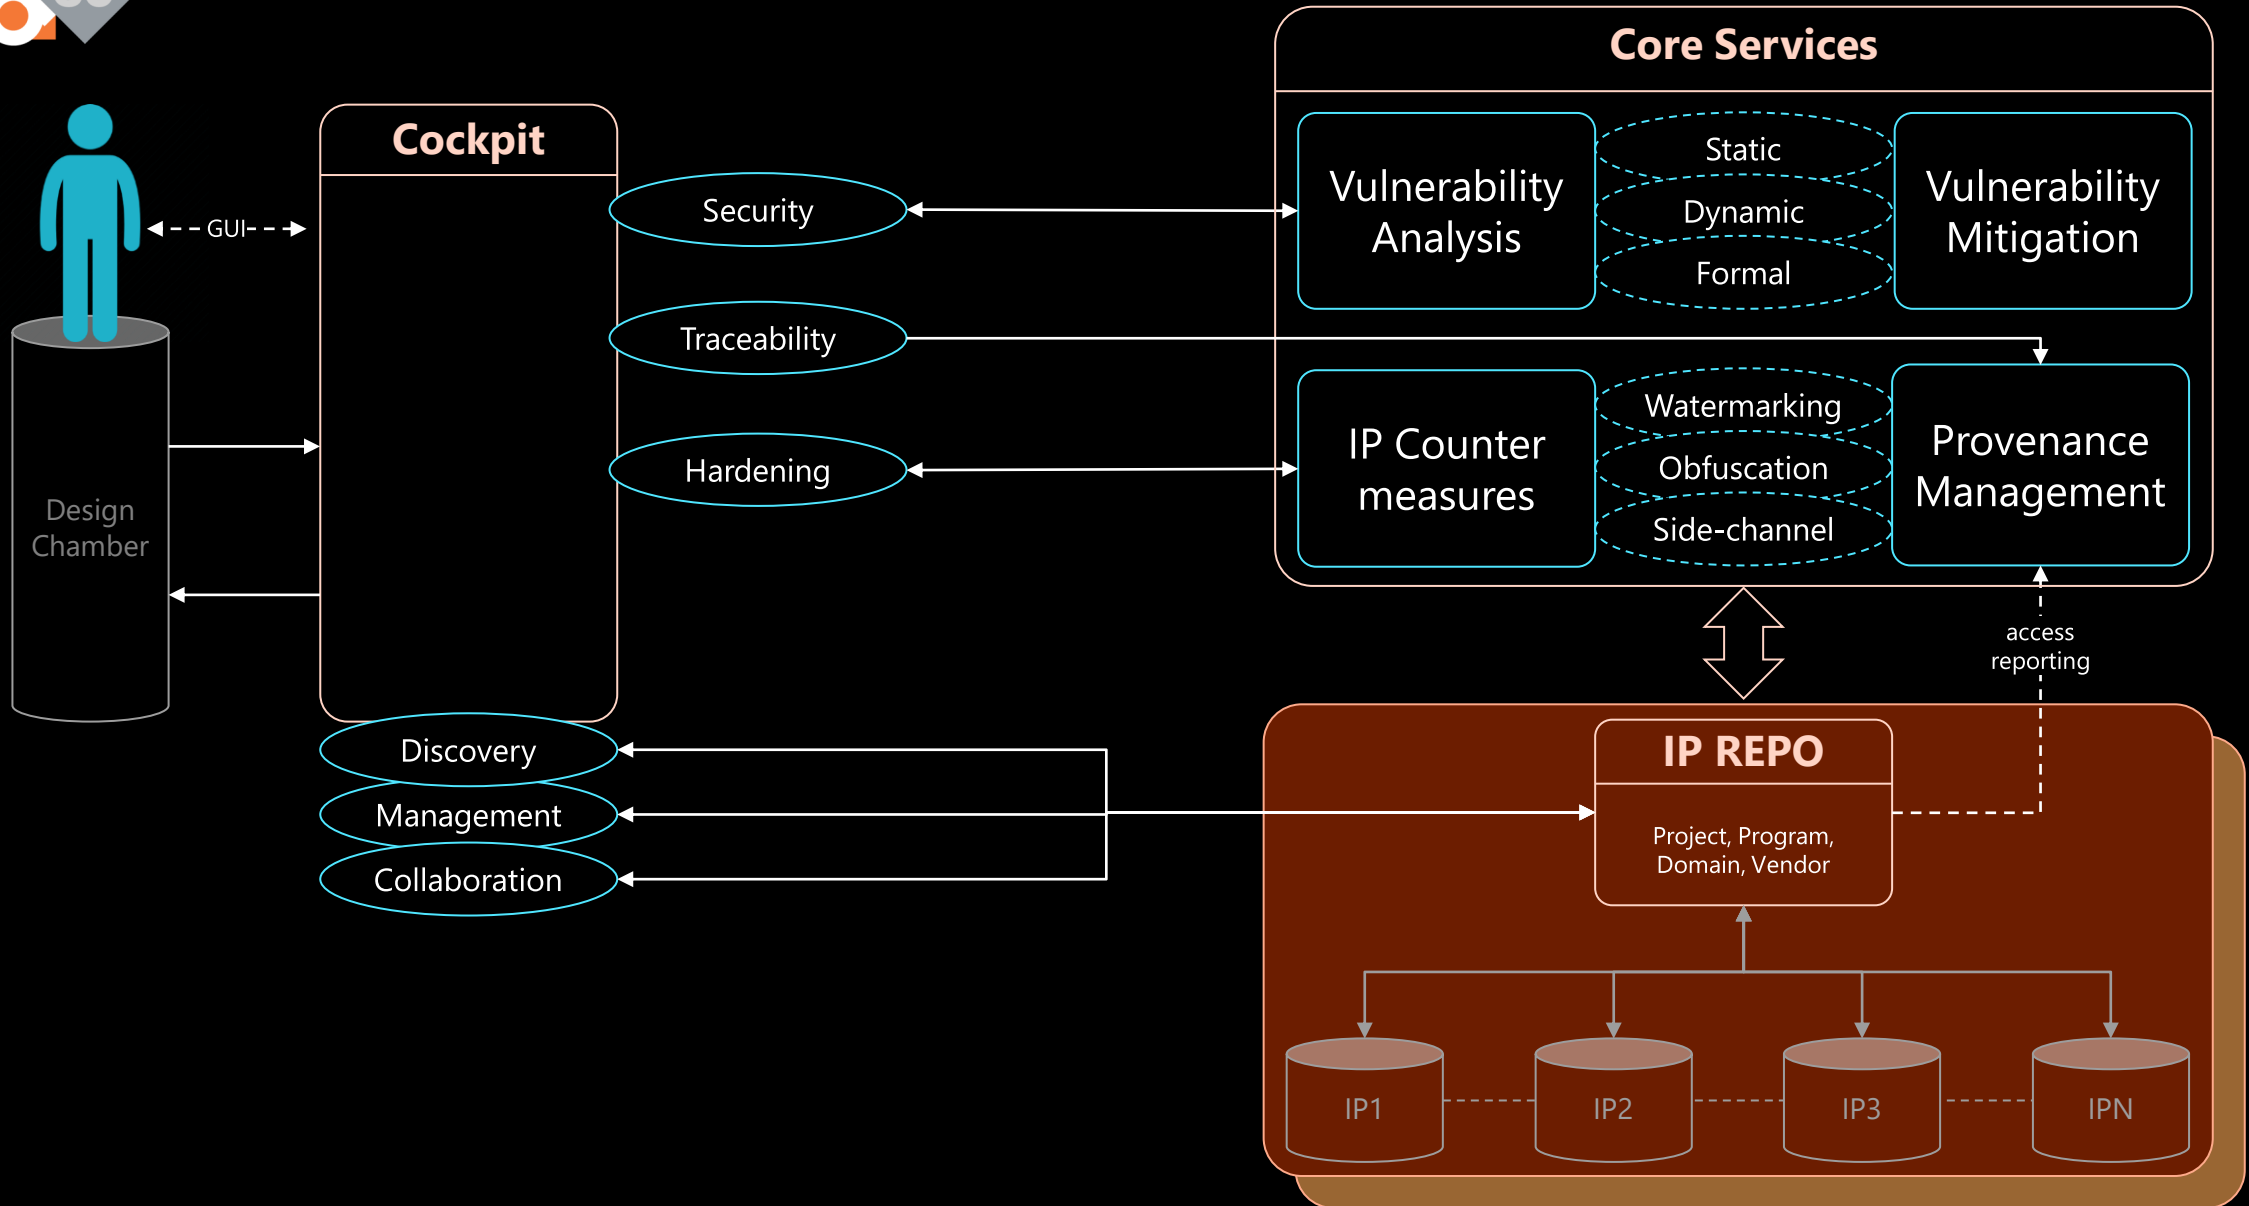 Core Services
Cockpit
GUI
Design
Chamber
Security
Traceability
Hardening
Discovery
Management
Collaboration
Vulnerability
Analysis
Static
Dynamic
Formal
Vulnerability
Mitigation
IP Counter
measures
Watermarking
Obfuscation
Side-channel
Provenance
Management
access
reporting
IP REPO
Project, Program,
Domain, Vendor
IP1
IP2
IP3
IPN